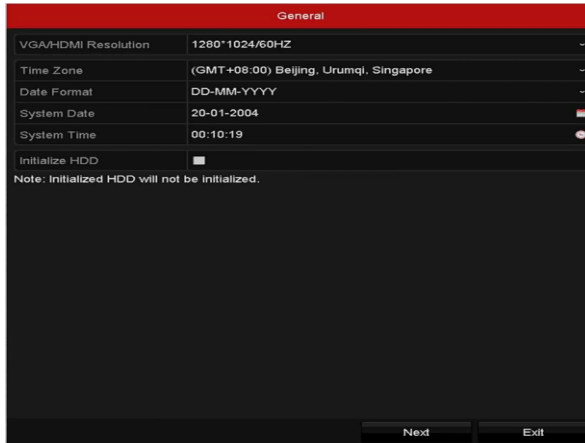 General
VGA/HDMI Resolution 1280*1024/60HZ
Time Zone (GMT+08:00) Beijing, Urumqi, Singapore
Date Format DD-MM-YYYY
System Date 20-01-2004
System Time 00:10:19
Initialize HDD
Note: Initialized HDD will not be initialized.
Next Exit